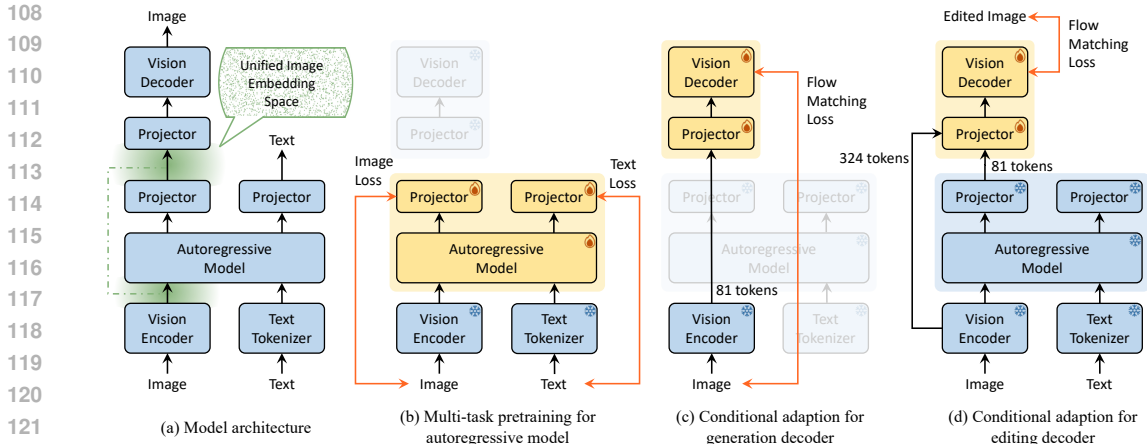 108
109
110
111
112
113
114
115
116
117
118
119
120
121
Image
Vision
Decoder
Unified Image
Embedding
Space
Projector
Text
Projector
Projector
Autoregressive
Model
Vision
Encoder
Text
Tokenizer
Image
Text
(a) Model architecture
Vision
Decoder
Projector
Image
Loss
Text
Loss
Projector
Projector
Autoregressive
Model
Vision
Encoder
Text
Tokenizer
Image
Text
(b) Multi-task pretraining for
autoregressive model
Vision
Decoder
Flow
Matching
Loss
Projector
Projector
Projector
Autoregressive
Model
81 tokens
Vision
Encoder
Text
Tokenizer
Image
(c) Conditional adaption for
generation decoder
Edited Image
Flow
Matching
Loss
Vision
Decoder
Projector
324 tokens
81 tokens
Projector
Projector
Autoregressive
Model
Vision
Encoder
Text
Tokenizer
Image
Text
(d) Conditional adaption for
editing decoder